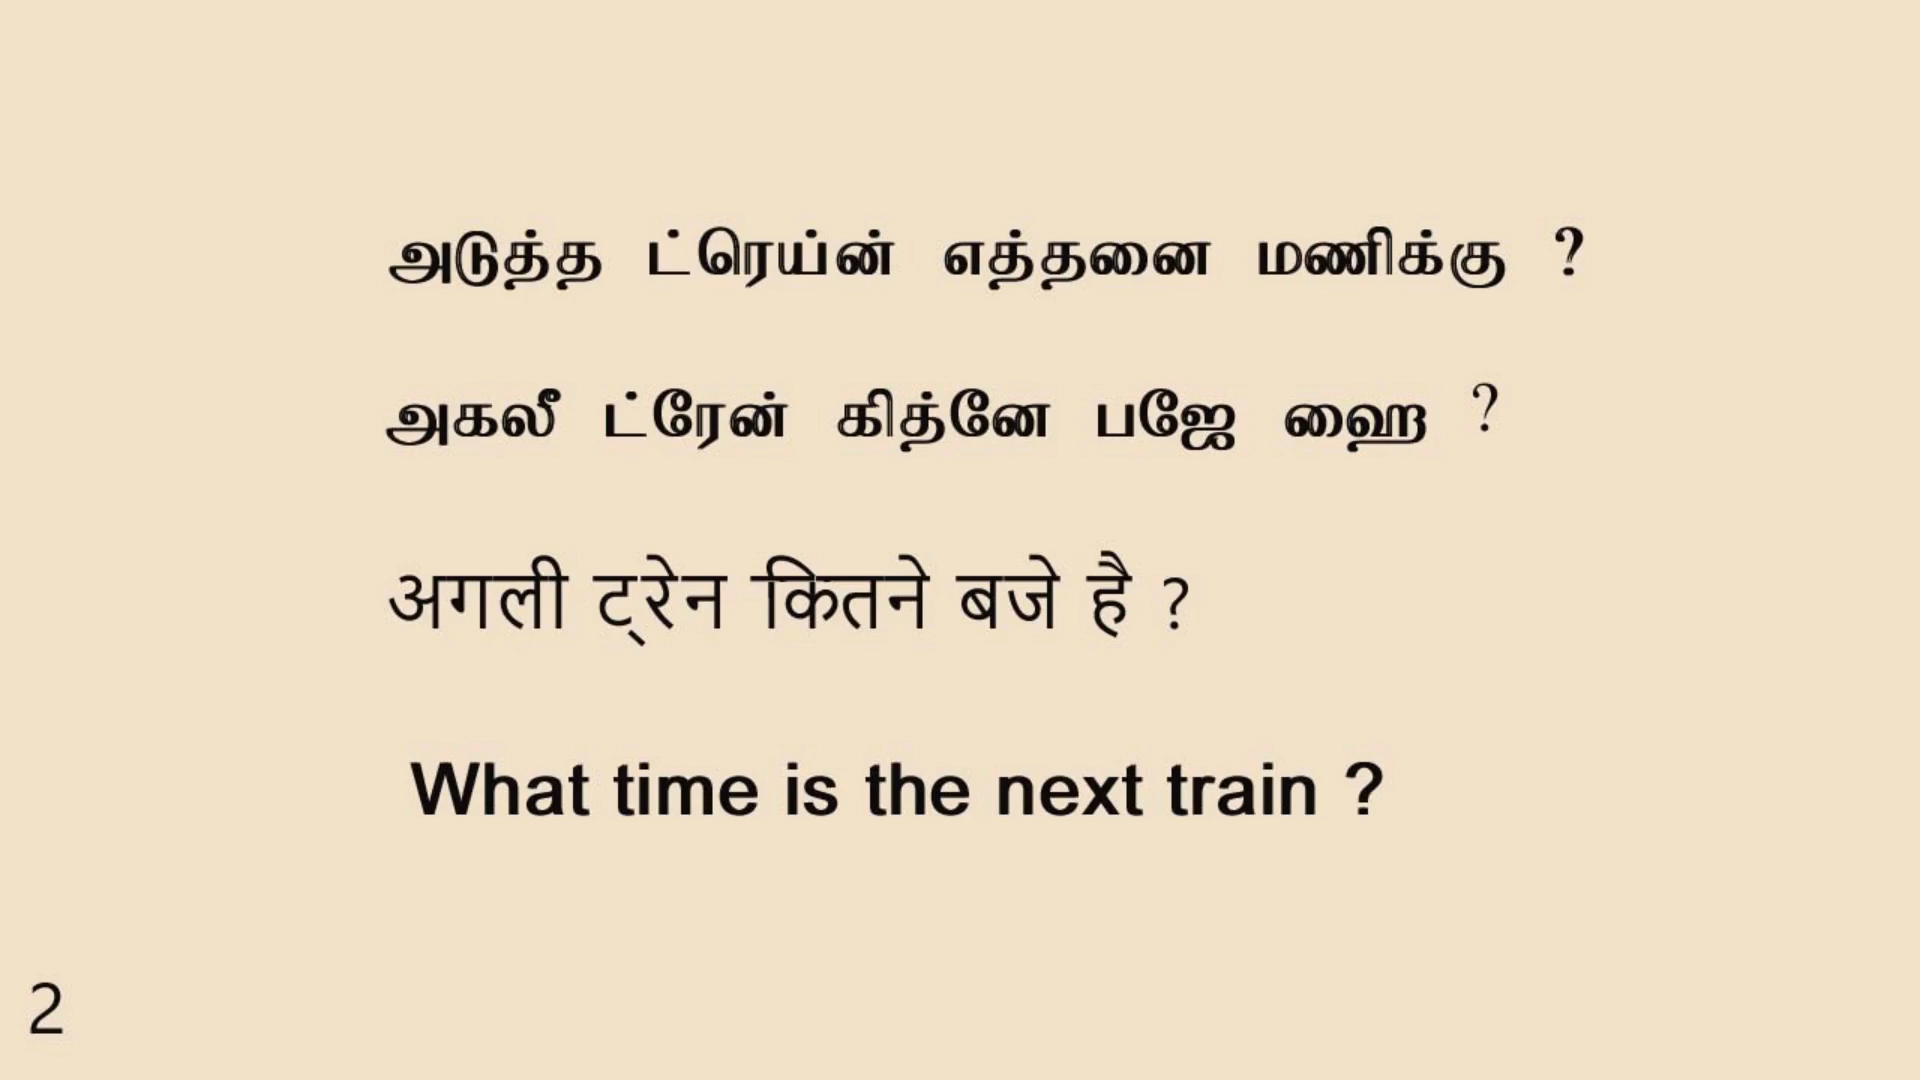 அடுத்த ட்ரெய்ன் எத்தனை மணிக்கு ?
அகலீ ட்ரேன் கித்னே பஜே ஹை ?
अगली ट्रेन कितने बजे है ?
What time is the next train ?
2